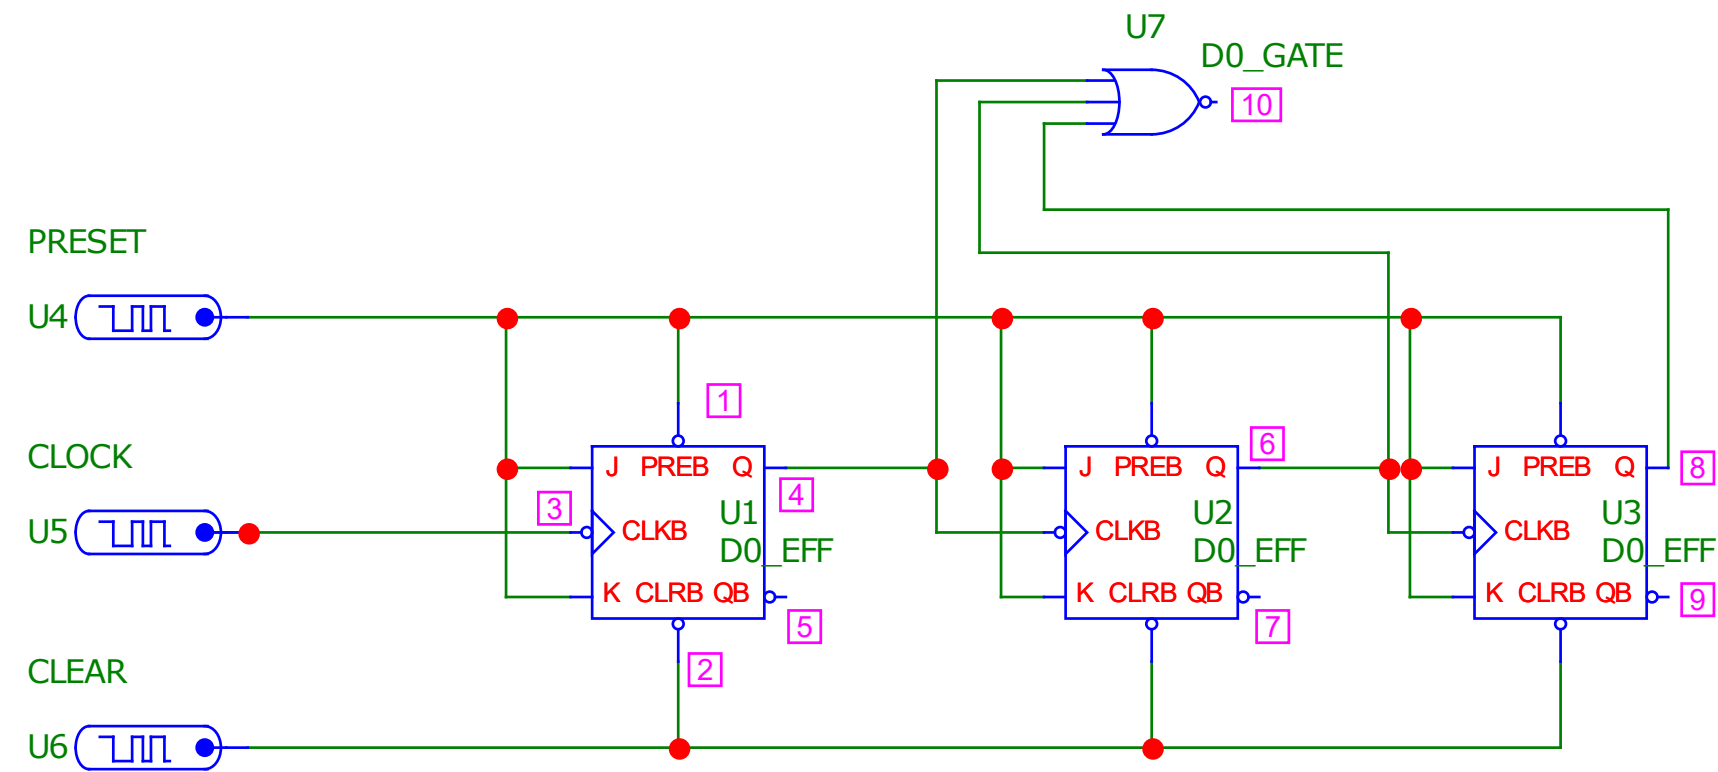 U7
D0_GATE
10
PRESET
U4
1
CLOCK
6
J PREB Q
J PREB Q
J PREB Q
8
3
4
U1
U2
U3
U5
CLKB
CLKB
CLKB
D0_EFF
D0_EFF
D0_EFF
K CLRB QB
K CLRB QB
K CLRB QB
9
5
7
CLEAR
2
U6